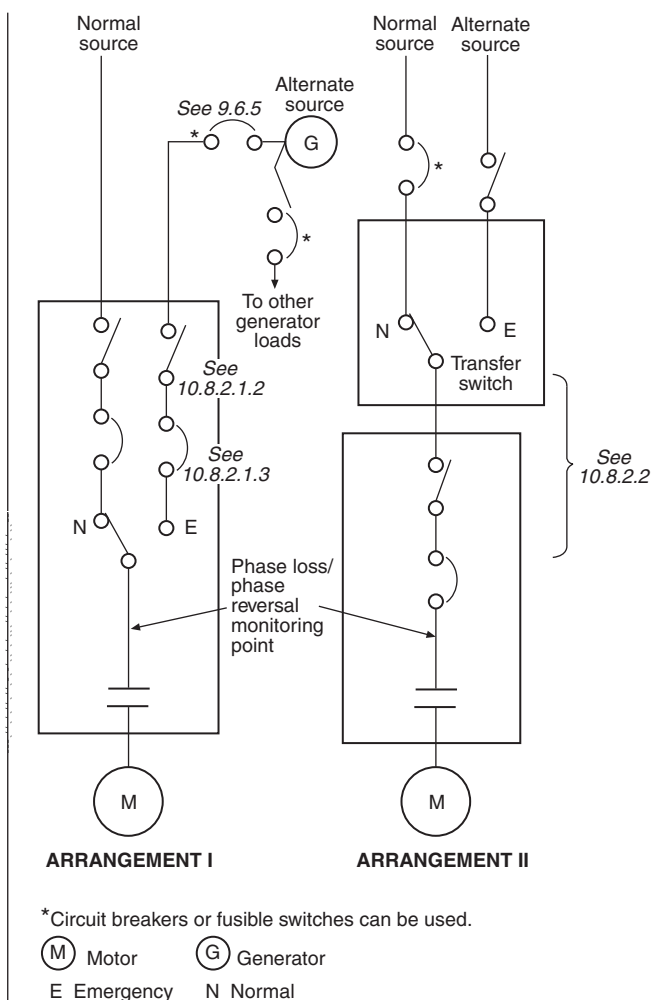 Normal
source
Normal
source
Alternate
source
Alternate
source
See 9.6.5
*
G
*
To other
generator
loads
*
N
E
Transfer
switch
See
10.8.2.1.2
See
10.8.2.1.3
See
10.8.2.2
N
E
Phase loss/
phase
reversal
monitoring
point
M
M
ARRANGEMENT I
ARRANGEMENT II
*Circuit breakers or fusible switches can be used.
M Motor
G Generator
E Emergency
N Normal